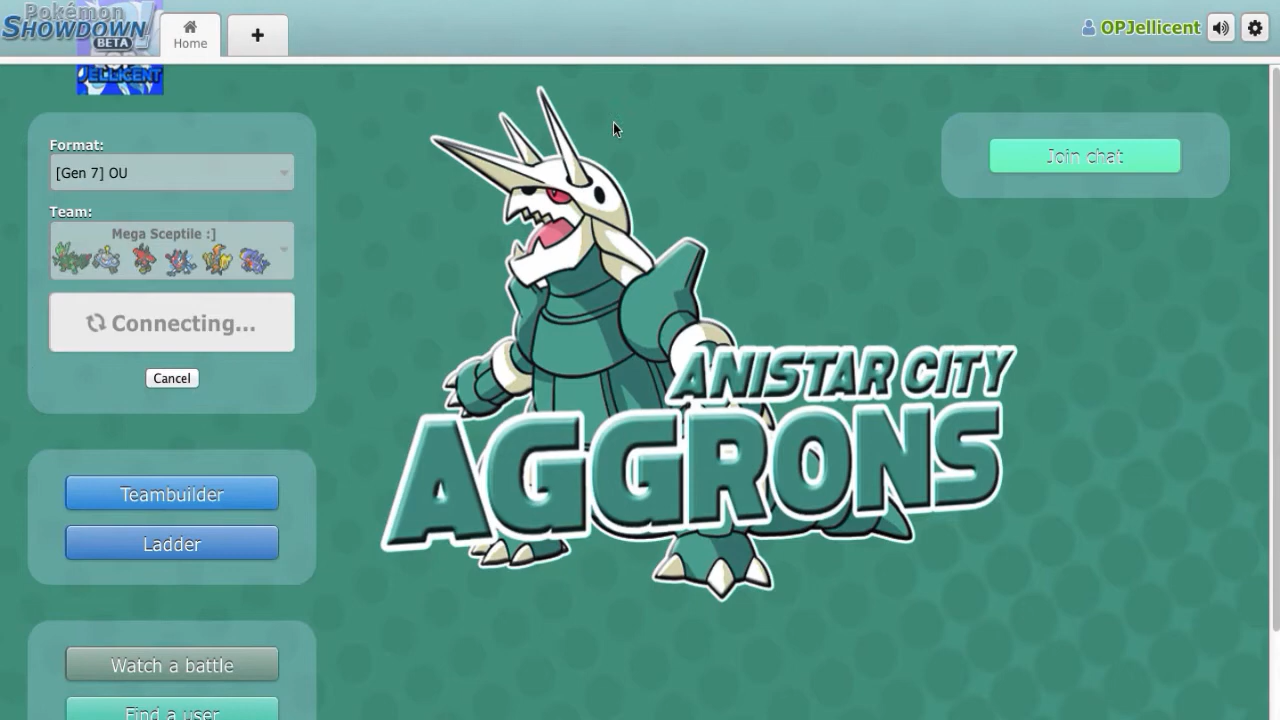 Pokémon
SHOWDOWN!
BETA
Home
+
OPJellicent
JELLICENT
Format:
[Gen 7] OU
Team:
Mega Sceptile :]
Connecting...
Cancel
Teambuilder
Ladder
Watch a battle
Find a user
Join chat
ANISTAR CITY
AGGRONS